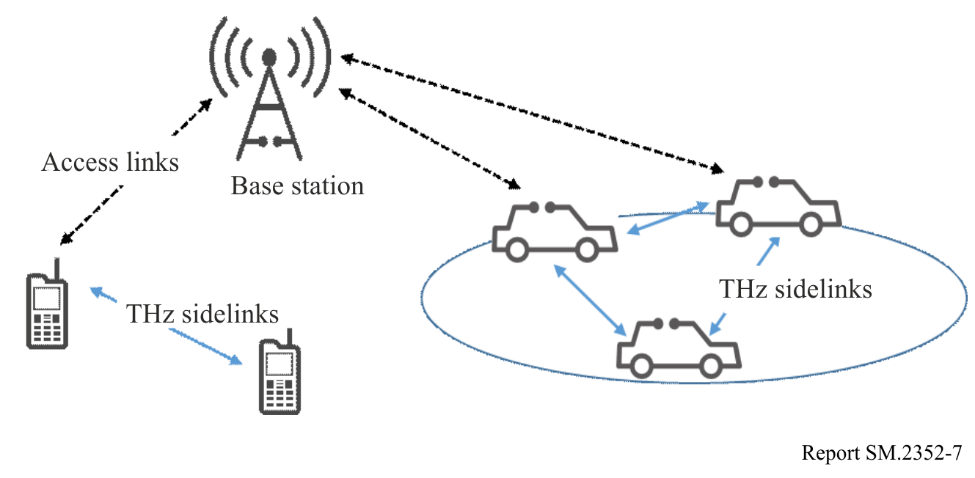 Access links
Base station
THz sidelinks
THz sidelinks
Report SM.2352-7